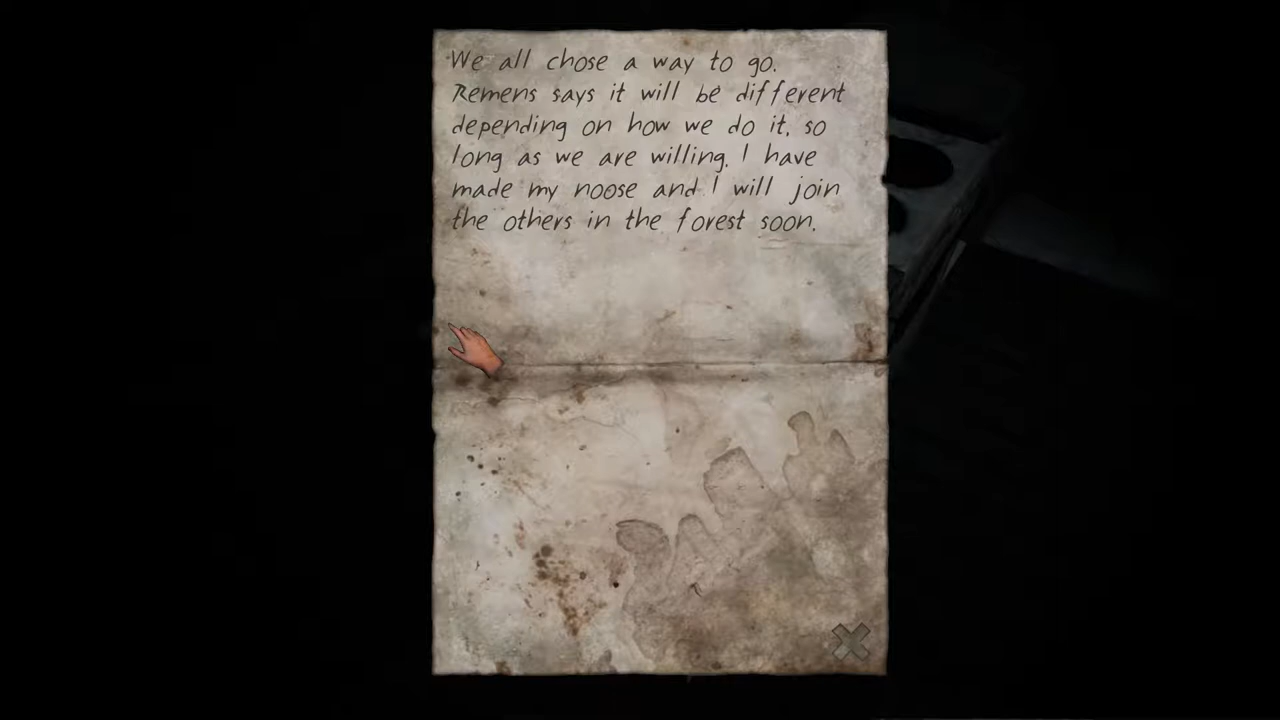 We all chose a way to go.
Remens says it will be different
depending on how we do it, so
long as we are willing. I have
made my noose and I will join
the others in the forest soon.